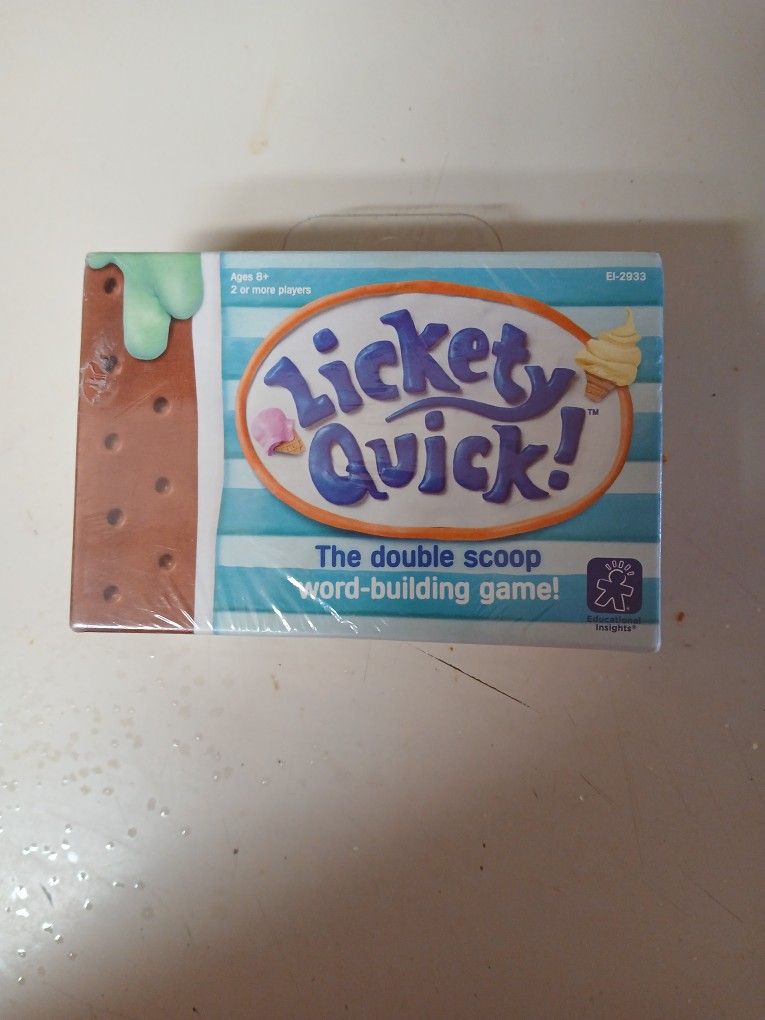 Ages 8+
2 or more players
EI-2933
Lickety
Quick!™
The double scoop
word-building game!
Educational
Insights®